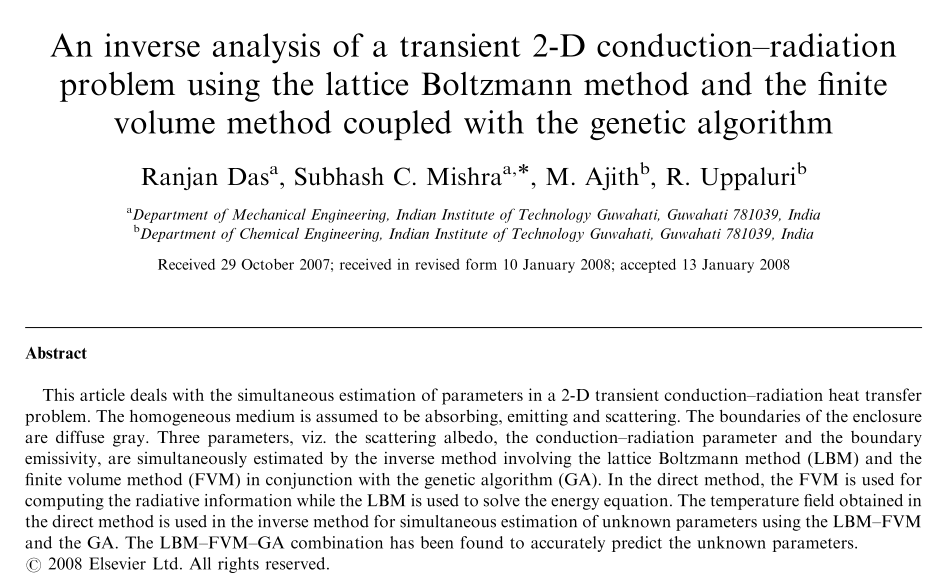 An inverse analysis of a transient 2-D conduction–radiation
problem using the lattice Boltzmann method and the finite
volume method coupled with the genetic algorithm
Ranjan Dasa, Subhash C. Mishraa,*, M. Ajithb, R. Uppalurib
aDepartment of Mechanical Engineering, Indian Institute of Technology Guwahati, Guwahati 781039, India
bDepartment of Chemical Engineering, Indian Institute of Technology Guwahati, Guwahati 781039, India
Received 29 October 2007; received in revised form 10 January 2008; accepted 13 January 2008
Abstract
This article deals with the simultaneous estimation of parameters in a 2-D transient conduction–radiation heat transfer
problem. The homogeneous medium is assumed to be absorbing, emitting and scattering. The boundaries of the enclosure
are diffuse gray. Three parameters, viz. the scattering albedo, the conduction–radiation parameter and the boundary
emissivity, are simultaneously estimated by the inverse method involving the lattice Boltzmann method (LBM) and the
finite volume method (FVM) in conjunction with the genetic algorithm (GA). In the direct method, the FVM is used for
computing the radiative information while the LBM is used to solve the energy equation. The temperature field obtained in
the direct method is used in the inverse method for simultaneous estimation of unknown parameters using the LBM–FVM
and the GA. The LBM–FVM–GA combination has been found to accurately predict the unknown parameters.
© 2008 Elsevier Ltd. All rights reserved.